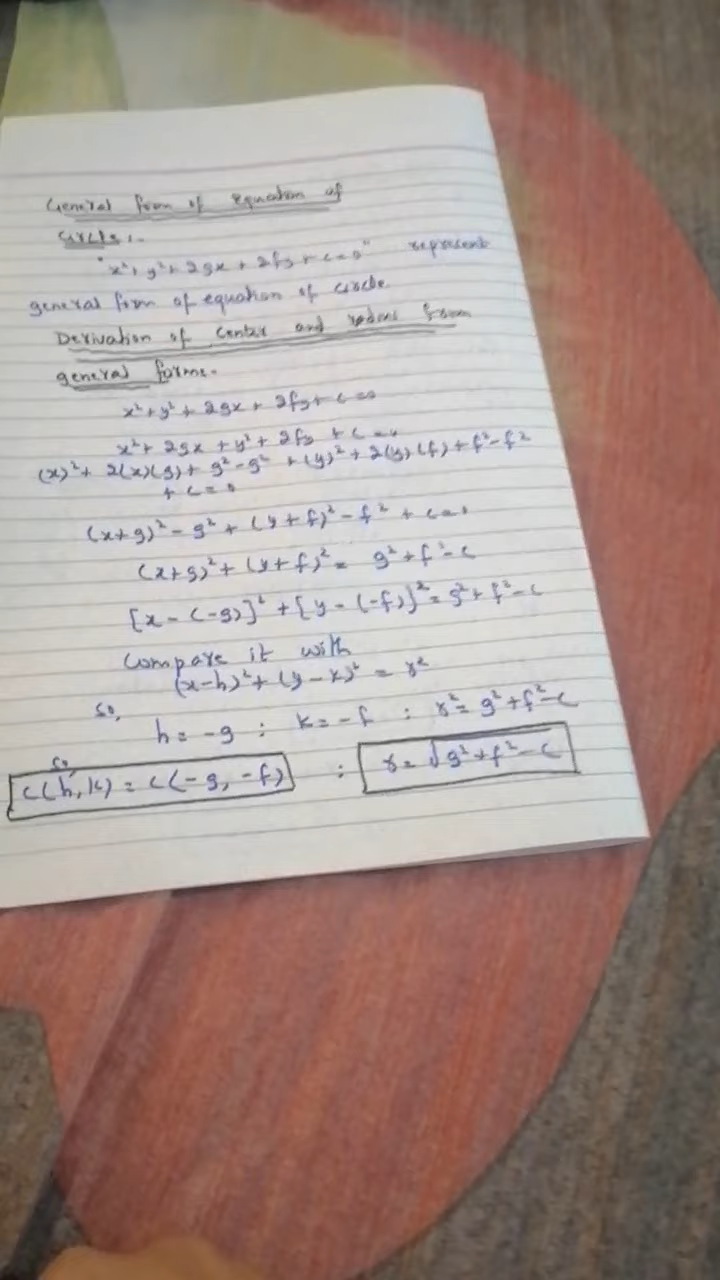 General form of equation of
circle:-
"x²+y²+2gx+2fy+c=0" represent
general form of equation of circle.
Derivation of center and radius from
general form:-
x²+y²+2gx+2fy+c=0
x²+2gx+y²+2fy+c=0
(x)²+2(x)(g)+g²-g²+(y)²+2(y)(f)+f²-f²
+c=0
(x+g)²-g²+(y+f)²-f²+c=0
(x+g)²+(y+f)²= g²+f²-c
[x-(-g)]²+[y-(-f)]²=g²+f²-c
compare it with
(x-h)²+(y-k)²=r²
so,
h=-g : k=-f : r²=g²+f²-c
so
c(h,k)=c(-g,-f) : r=√g²+f²-c